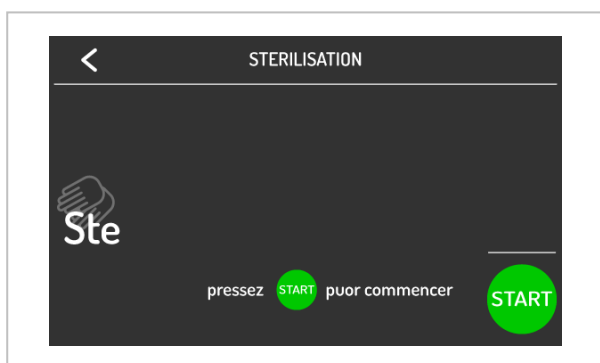 STERILISATION
Ste
pressez START puor commencer
START